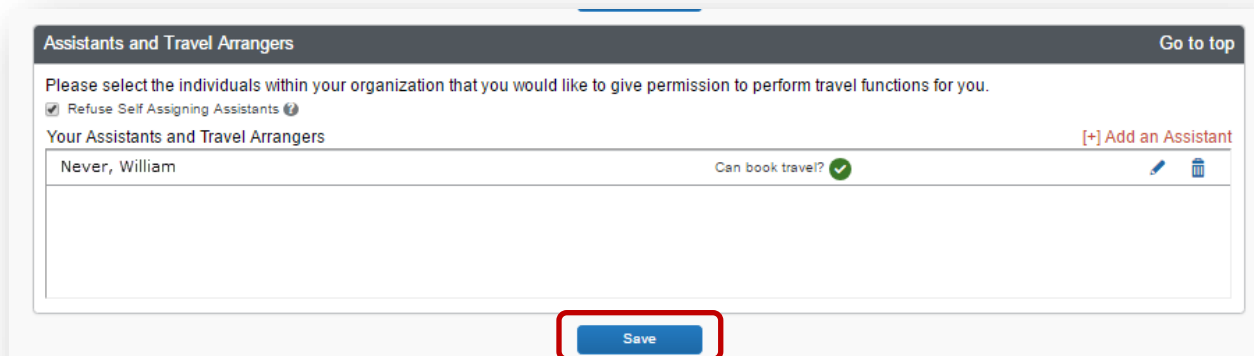 Assistants and Travel Arrangers Go to top
Please select the individuals within your organization that you would like to give permission to perform travel functions for you.
Refuse Self Assigning Assistants ?
Your Assistants and Travel Arrangers [+] Add an Assistant
Never, William Can book travel?
Save